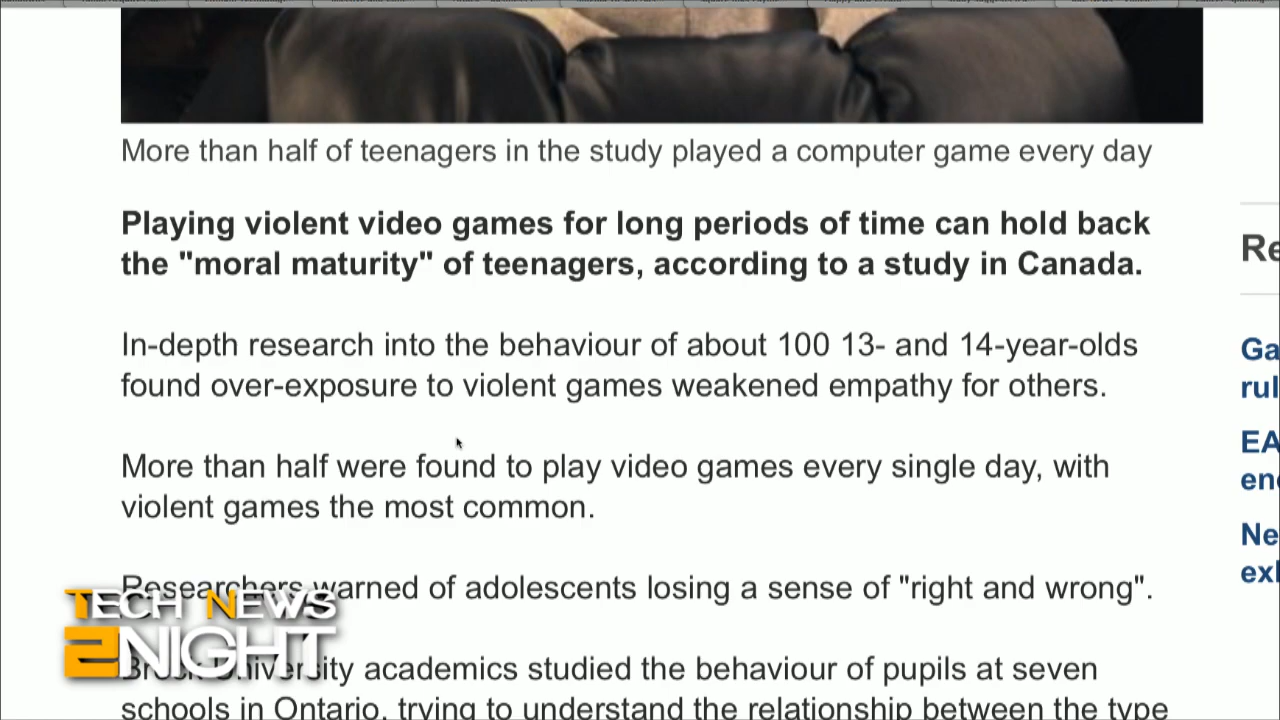 More than half of teenagers in the study played a computer game every day
Playing violent video games for long periods of time can hold back
the "moral maturity" of teenagers, according to a study in Canada.
In-depth research into the behaviour of about 100 13- and 14-year-olds
found over-exposure to violent games weakened empathy for others.
More than half were found to play video games every single day, with
violent games the most common.
Researchers warned of adolescents losing a sense of "right and wrong".
Brock University academics studied the behaviour of pupils at seven
schools in Ontario, trying to understand the relationship between the type
Re
Ga
rul
EA
en
Ne
exl
TECH NEWS
2NIGHT